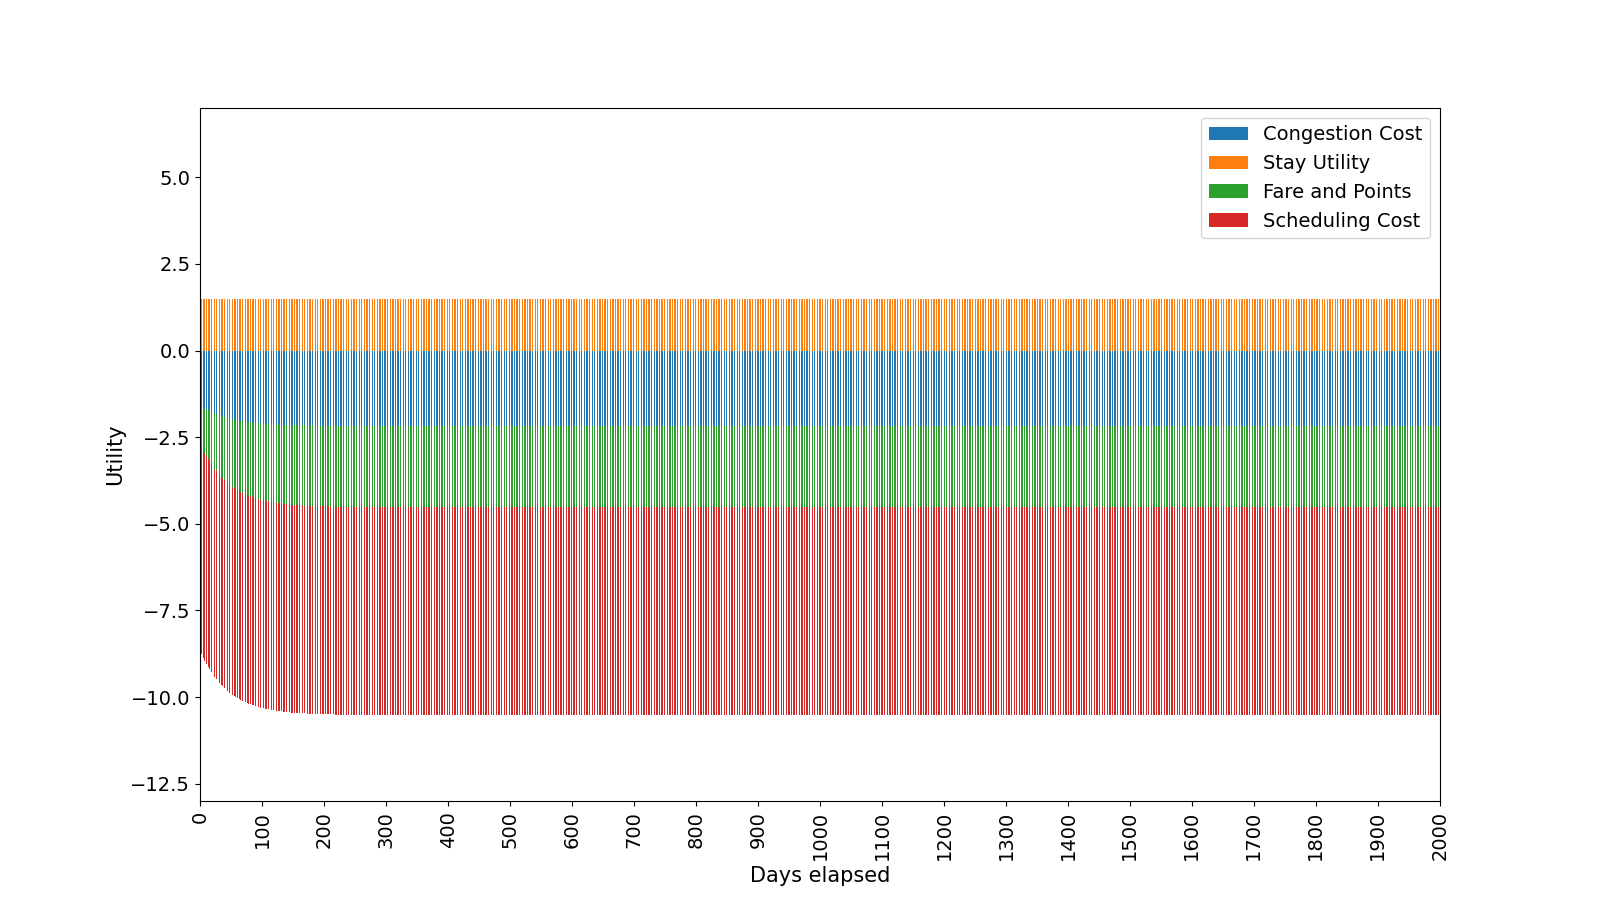 Congestion Cost
Stay Utility
Fare and Points
Scheduling Cost
5.0
2.5
0.0
−2.5
−5.0
−7.5
−10.0
−12.5
Utility
0 100 200 300 400 500 600 700 800 900 1000 1100 1200 1300 1400 1500 1600 1700 1800 1900 2000
Days elapsed